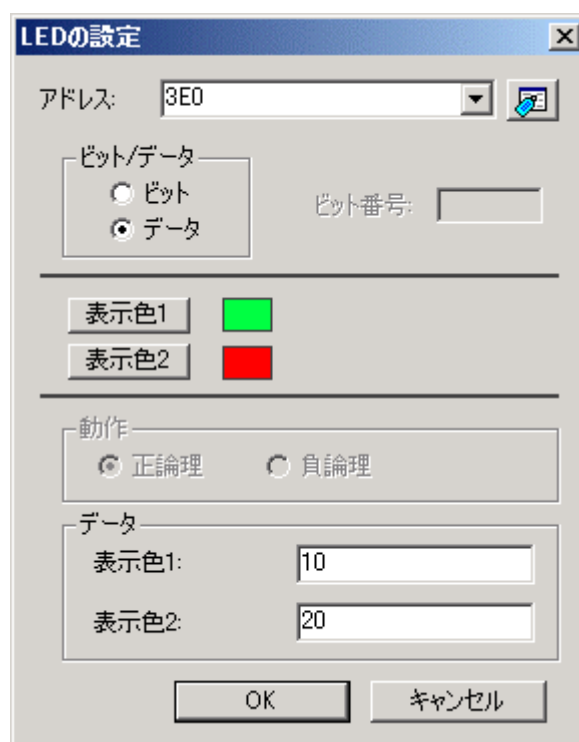 LEDの設定
アドレス: 3E0
ビット/データ
ビット
データ
ビット番号:
表示色1
表示色2
動作
正論理 負論理
データ
表示色1: 10
表示色2: 20
OK キャンセル